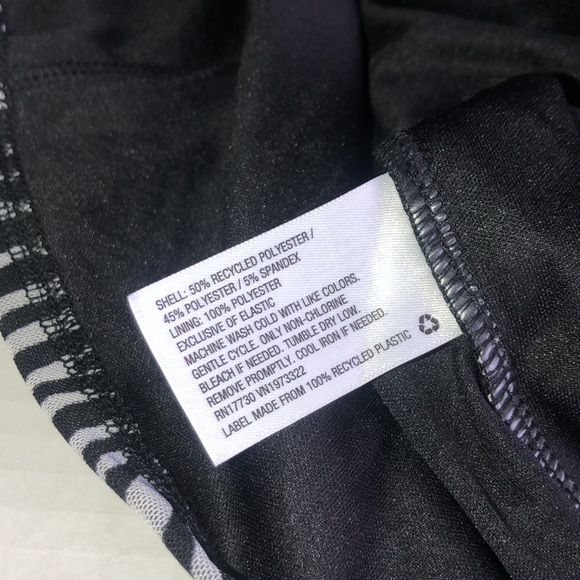 SHELL: 50% RECYCLED POLYESTER /
45% POLYESTER / 5% SPANDEX
LINING: 100% POLYESTER
EXCLUSIVE OF ELASTIC
MACHINE WASH COLD WITH LIKE COLORS.
GENTLE CYCLE. ONLY NON-CHLORINE
BLEACH IF NEEDED. TUMBLE DRY LOW.
REMOVE PROMPTLY. COOL IRON IF NEEDED.
RN17730 VN1973322
LABEL MADE FROM 100% RECYCLED PLASTIC